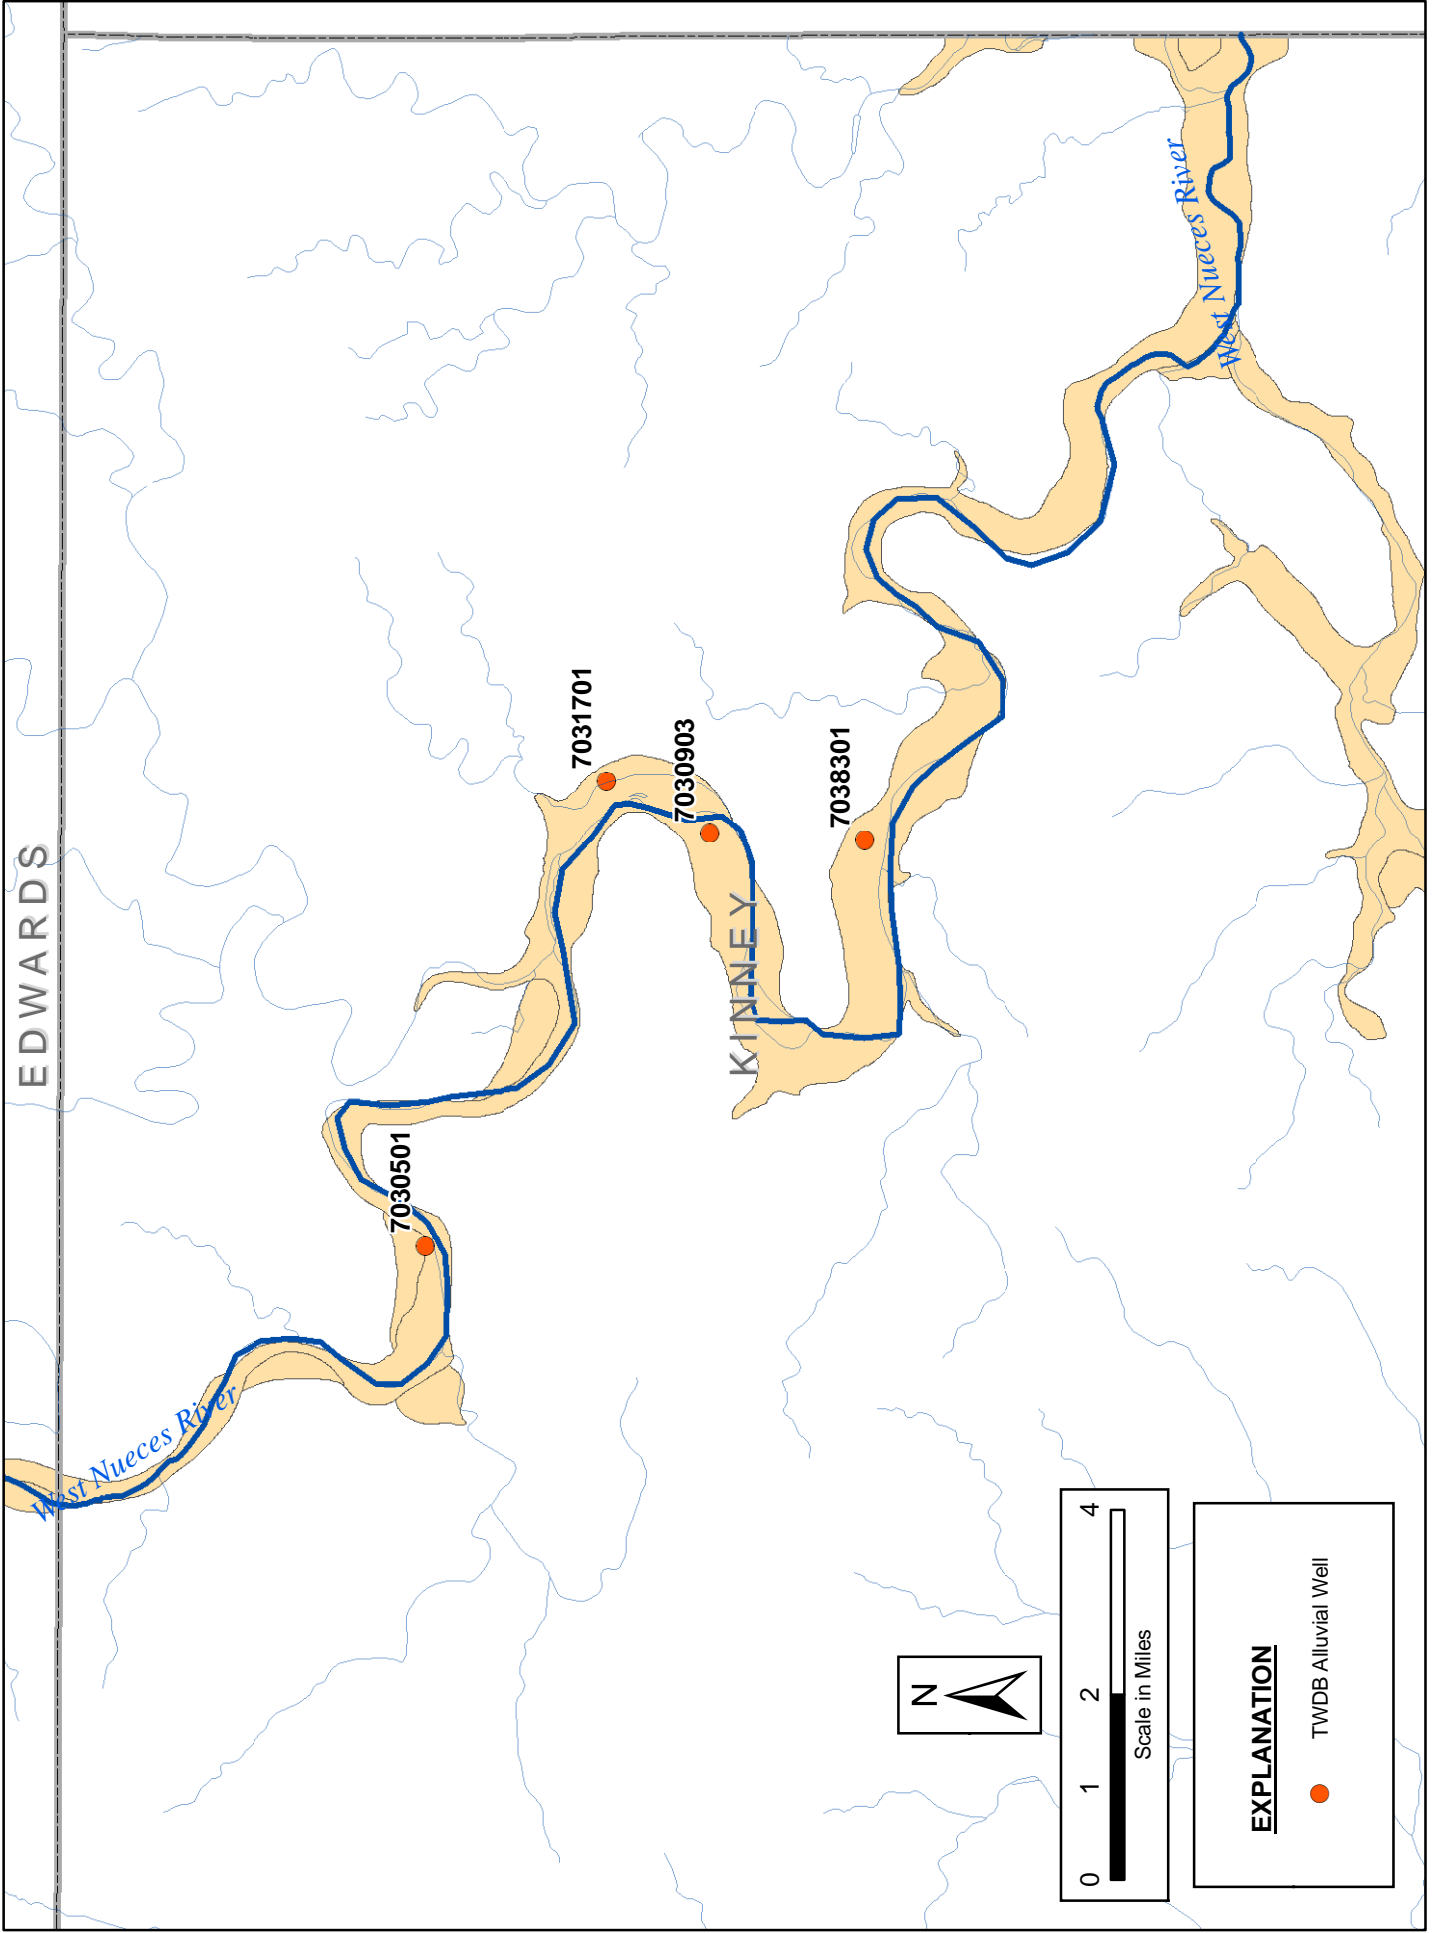 EDWARDS
West Nueces River
7030501
7031701
7030903
KINNEY
7038301
West Nueces River
N
0 1 2 4
Scale in Miles
EXPLANATION
TWDB Alluvial Well